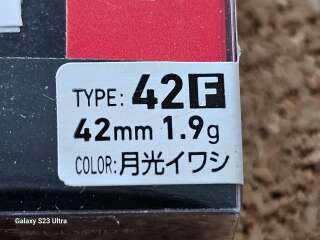 TYPE: 42F
42mm 1.9g
COLOR: 月光イワシ
Galaxy S23 Ultra